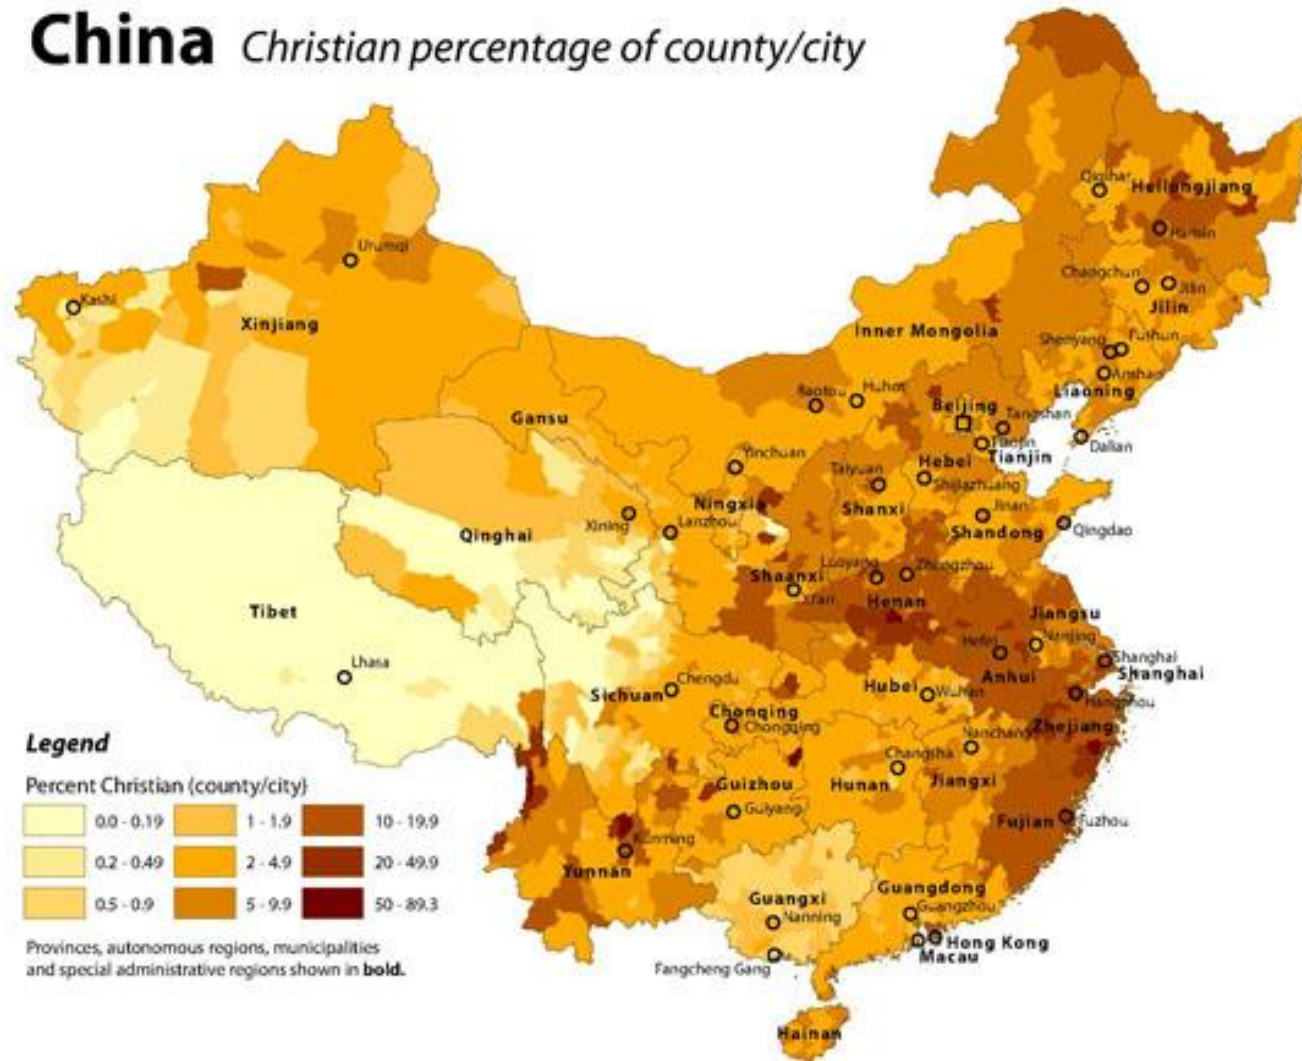 China Christian percentage of county/city
Qiqihar
Heilongjiang
Harbin
Urumqi
Changchun
Jilin
Jilin
Kashi
Xinjiang
Inner Mongolia
Shenyang
Fushun
Anshan
Liaoning
Baotou
Huhot
Beijing
Tangshan
Gansu
Tianjin
Tianjin
Dalian
Yinchuan
Hebei
Taiyuan
Shijiazhuang
Ningxia
Shanxi
Jinan
Xining
Lanzhou
Qinghai
Shandong
Qingdao
Luoyang
Zhengzhou
Shaanxi
Xi'an
Henan
Tibet
Jiangsu
Hefei
Nanjing
Lhasa
Shanghai
Shanghai
Chengdu
Anhui
Sichuan
Hubei
Wuhan
Hangzhou
Chonqing
Chongqing
Zhejiang
Nanchang
Changsha
Guizhou
Hunan
Jiangxi
Guiyang
Fujian
Fuzhou
Kunming
Yunnan
Guangdong
Guangxi
Guangzhou
Nanning
Hong Kong
Macau
Fangcheng Gang
Hainan
Legend
Percent Christian (county/city)
0.0 - 0.19 1 - 1.9 10 - 19.9
0.2 - 0.49 2 - 4.9 20 - 49.9
0.5 - 0.9 5 - 9.9 50 - 89.3
Provinces, autonomous regions, municipalities
and special administrative regions shown in bold.